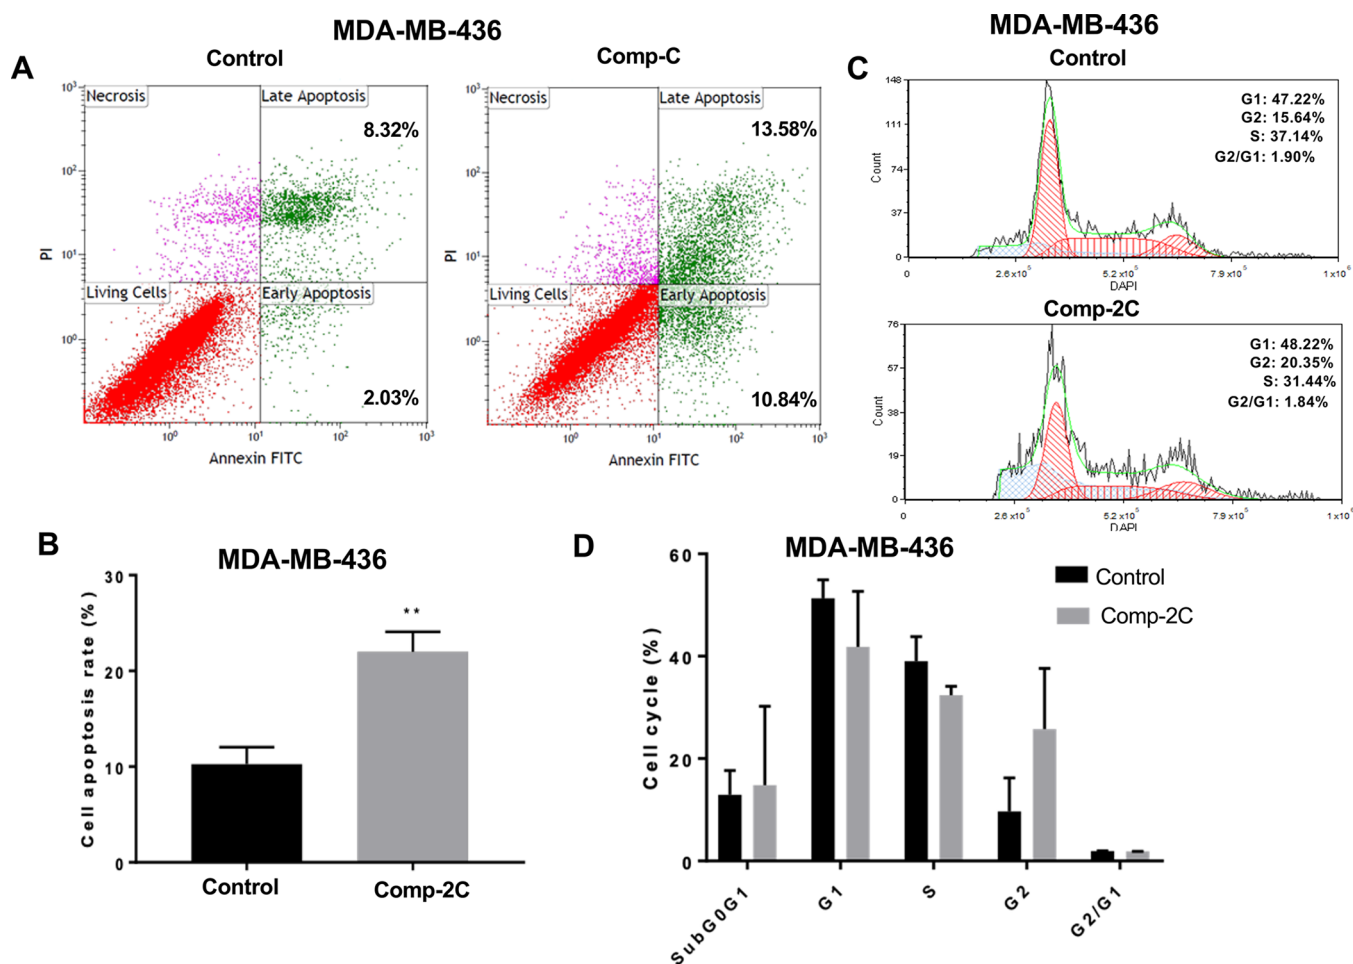 MDA-MB-436
A
Control
Comp-C
10³
10²
10¹
10⁰
PI
Necrosis
Late Apoptosis
8.32%
Living Cells
Early Apoptosis
2.03%
10⁰
10¹
10²
10³
Annexin FITC
10³
10²
10¹
10⁰
PI
Necrosis
Late Apoptosis
13.58%
Living Cells
Early Apoptosis
10.84%
10⁰
10¹
10²
10³
Annexin FITC
MDA-MB-436
C
Control
148
111
74
37
0
Count
G1: 47.22%
G2: 15.64%
S: 37.14%
G2/G1: 1.90%
0
2.6x10⁵
5.2x10⁵
7.9x10⁵
1x10⁶
DAPI
Comp-2C
76
57
38
19
0
Count
G1: 48.22%
G2: 20.35%
S: 31.44%
G2/G1: 1.84%
0
2.6x10⁵
5.2x10⁵
7.9x10⁵
DAPI
B
MDA-MB-436
30
20
10
0
Cell apoptosis rate (%)
**
Control
Comp-2C
D
MDA-MB-436
60
40
20
0
Cell cycle (%)
Control
Comp-2C
SubG0G1
G1
S
G2
G2/G1